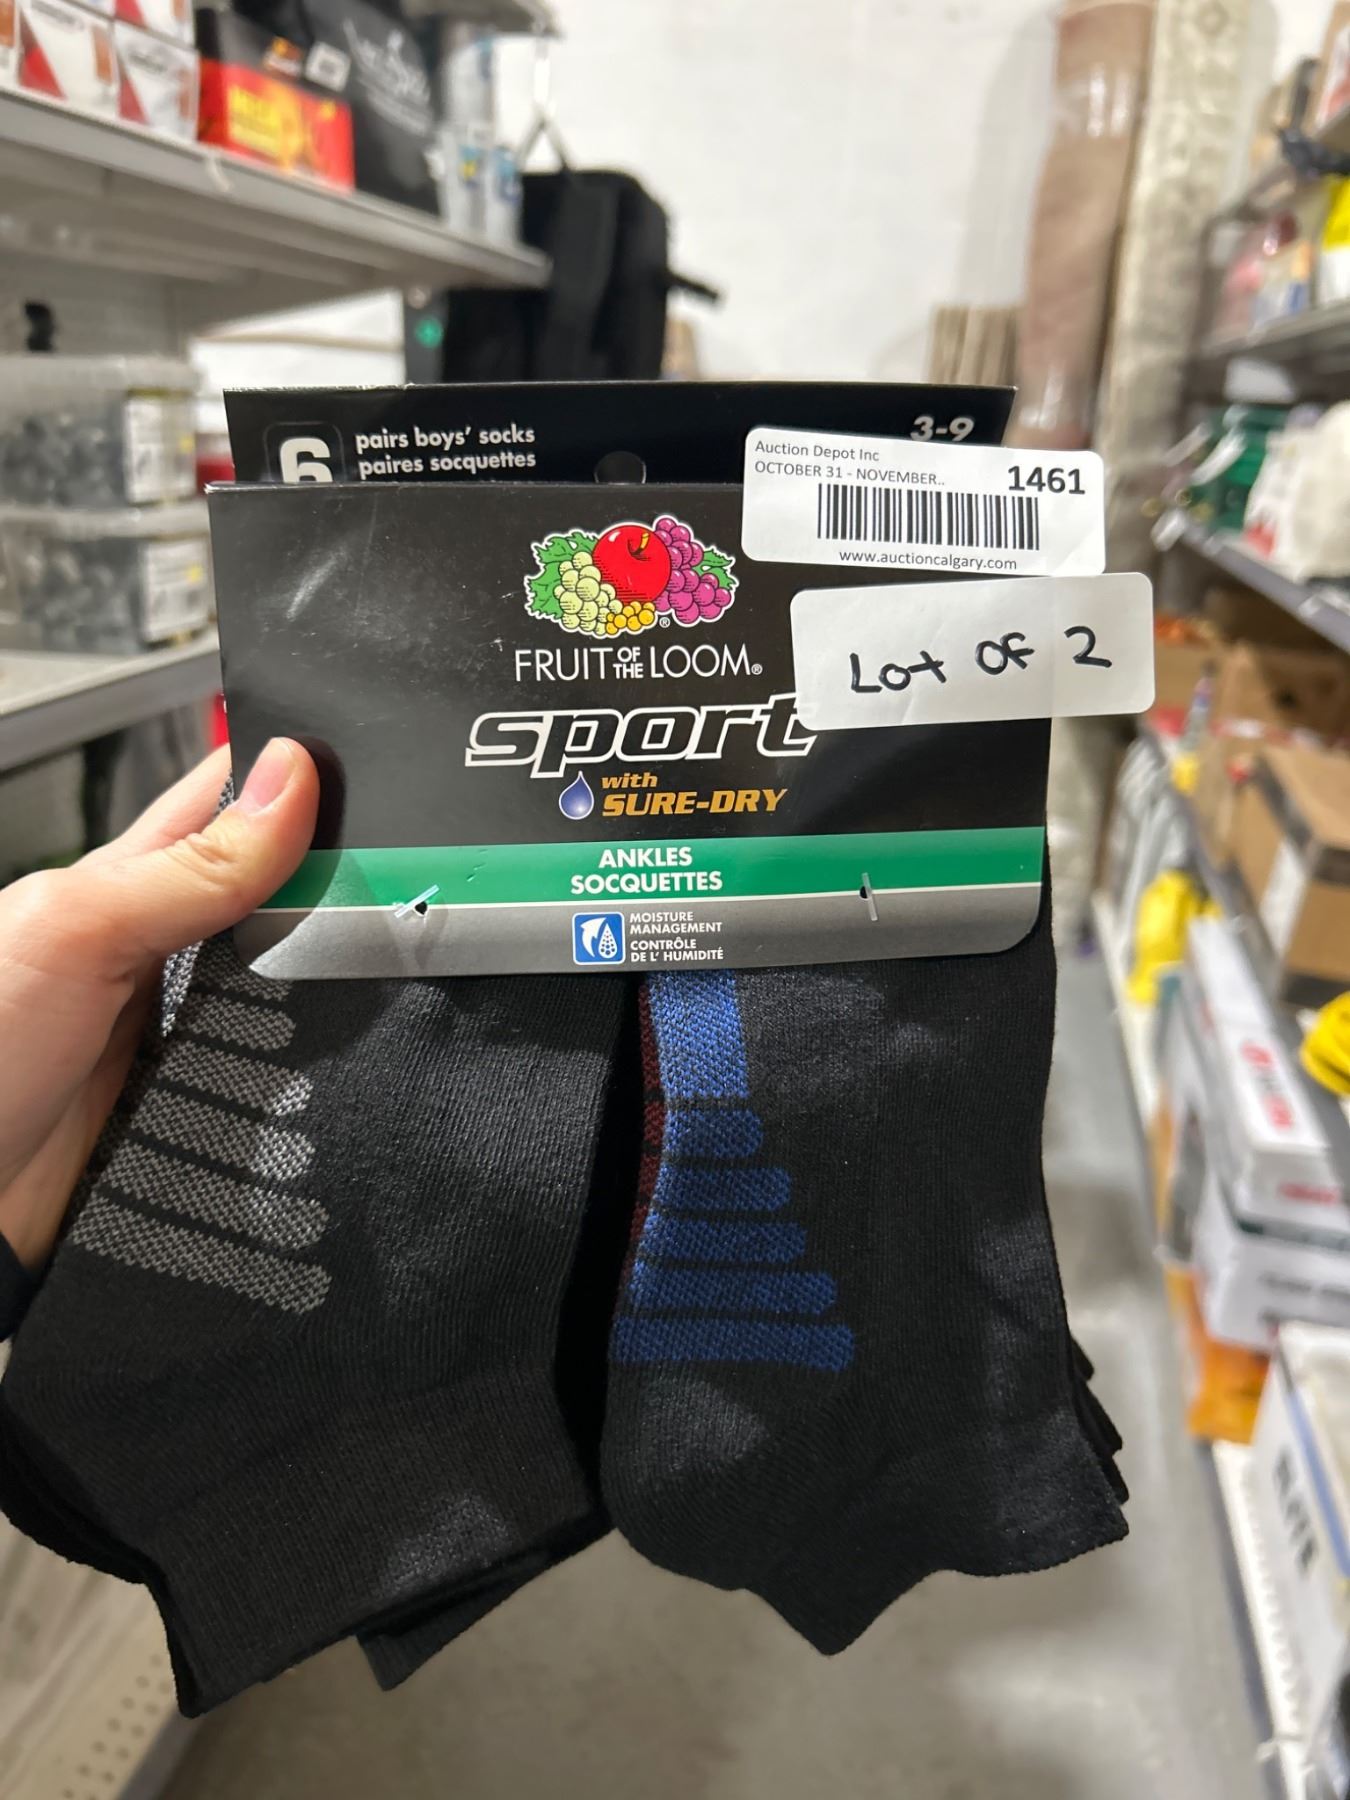 6
pairs boys' socks
paires socquettes
3-9
Auction Depot Inc
OCTOBER 31 - NOVEMBER..
1461
www.auctioncalgary.com
Lot OF 2
FRUIT OF THE LOOM®
sport
with
SURE-DRY
ANKLES
SOCQUETTES
MOISTURE
MANAGEMENT
CONTRÔLE
DE L' HUMIDITÉ